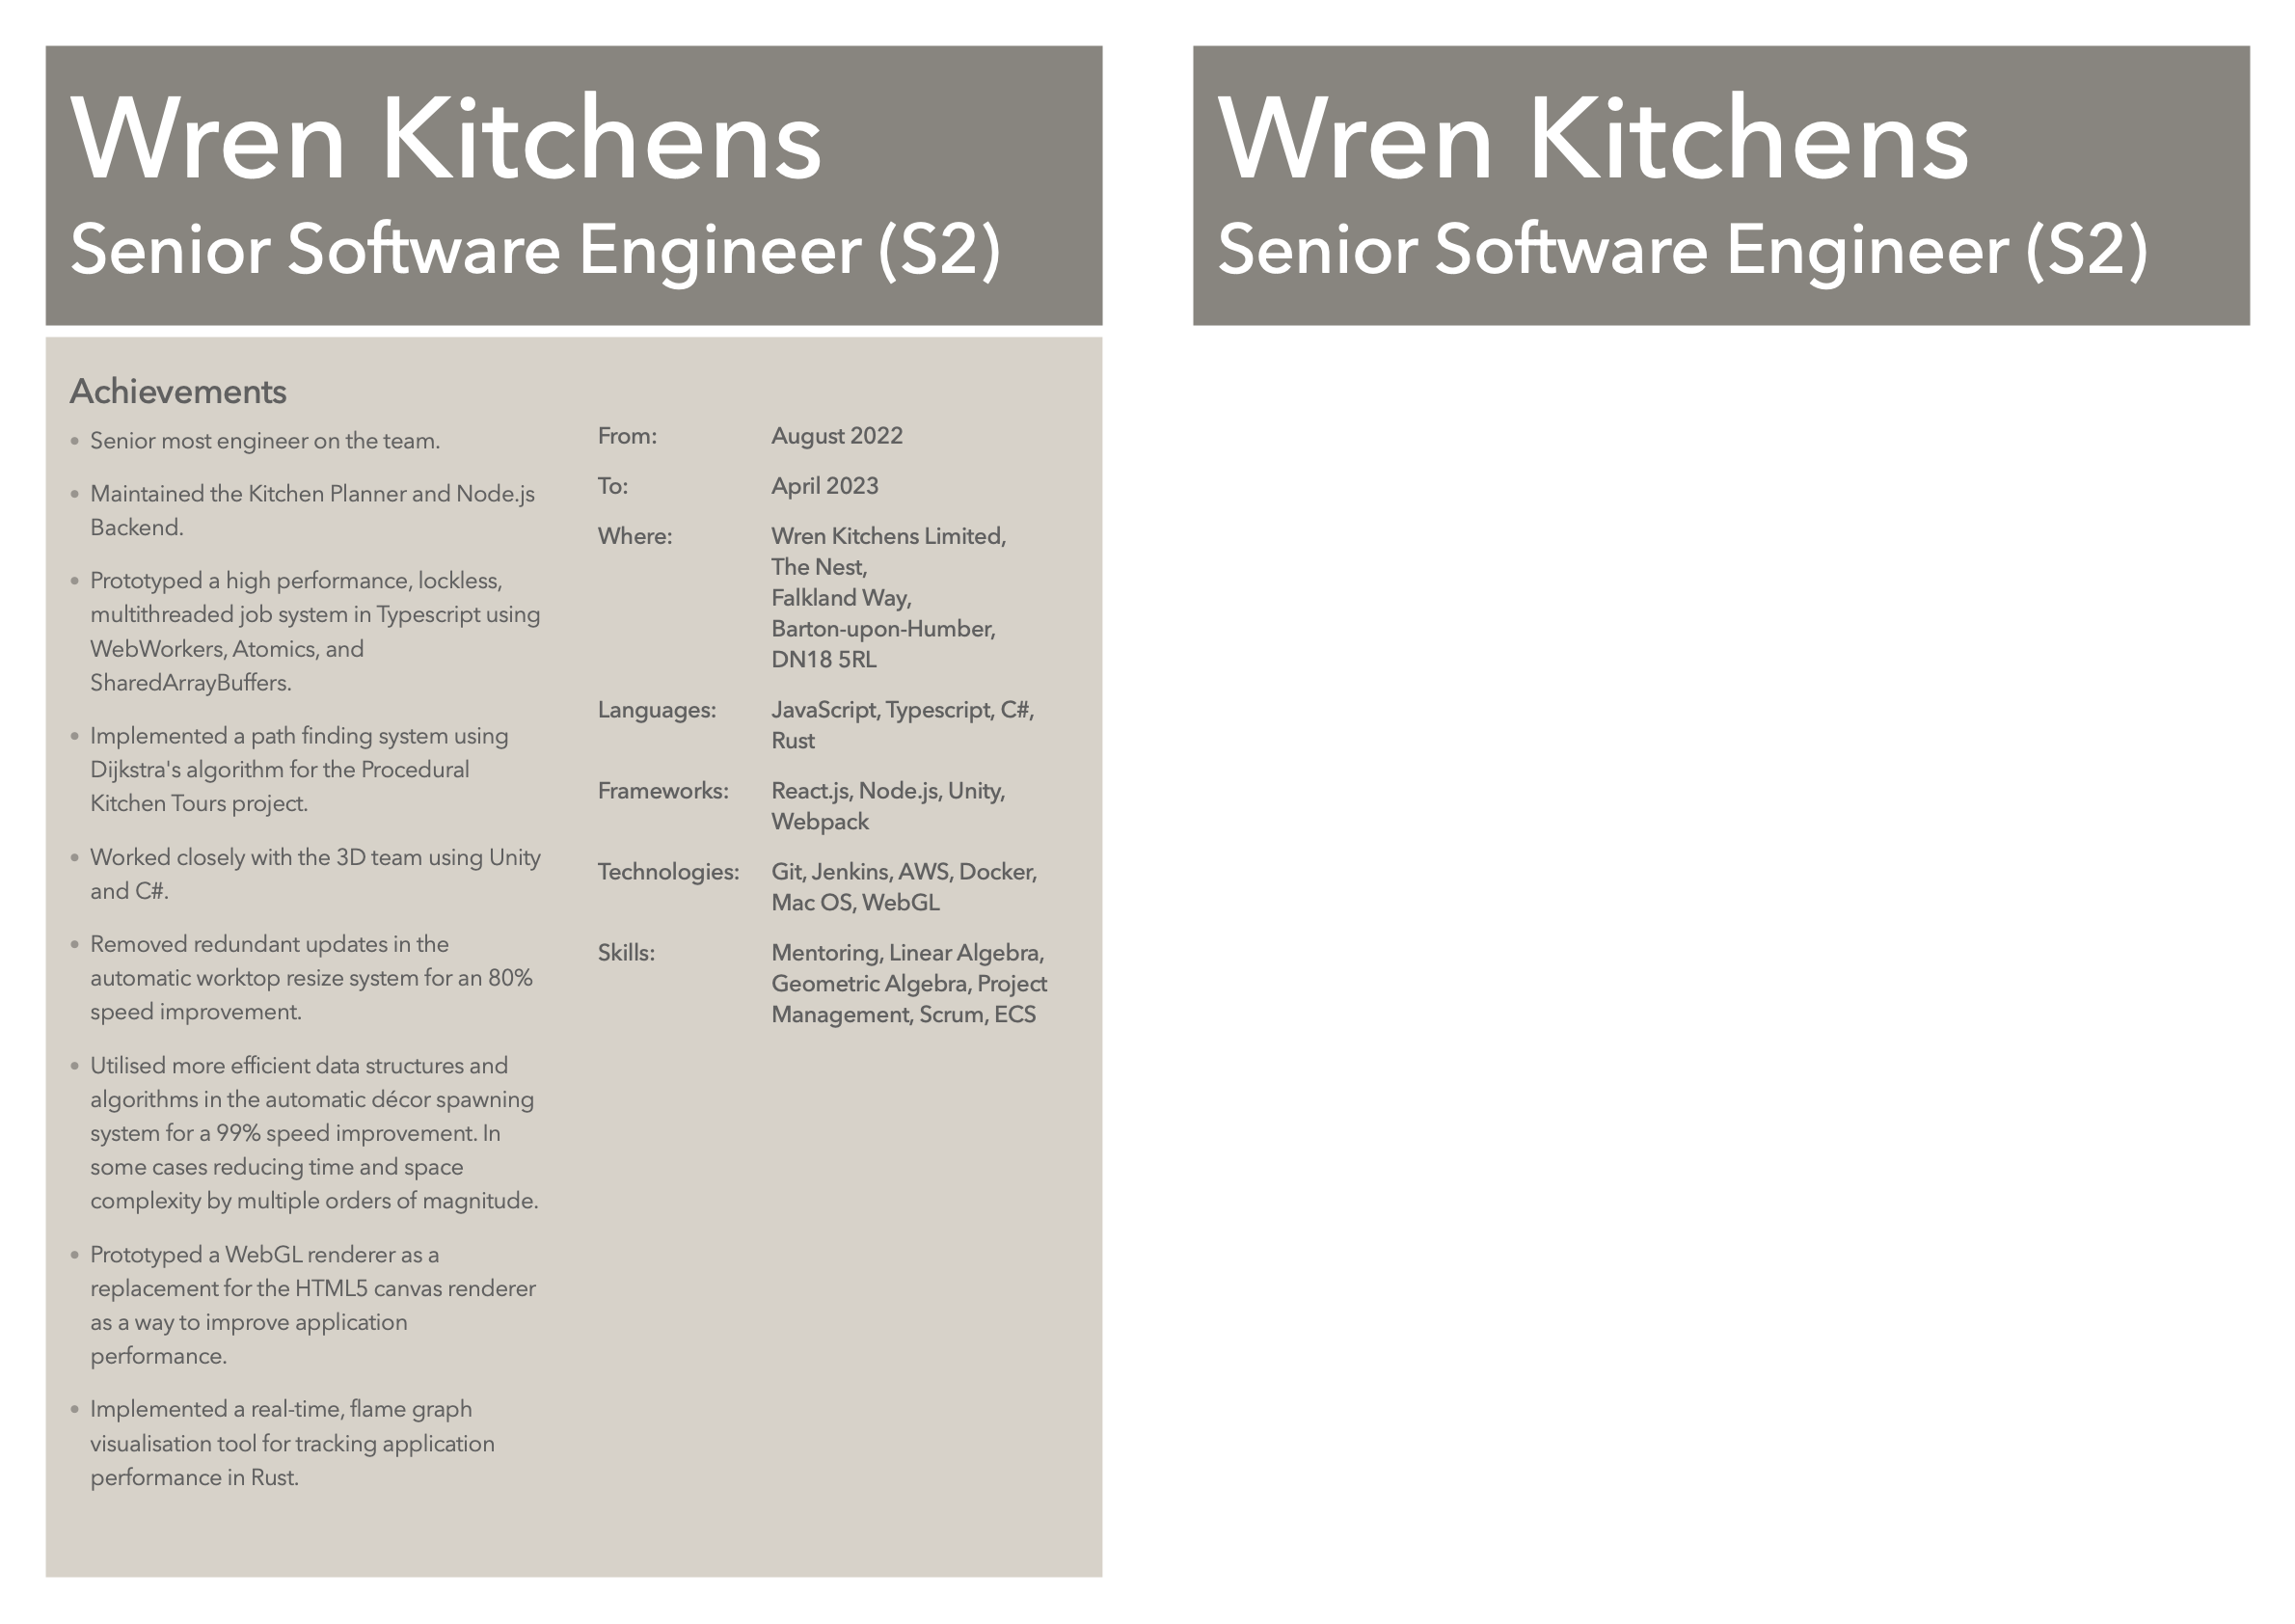 Wren Kitchens
Senior Software Engineer (S2)
Achievements
• Senior most engineer on the team.
• Maintained the Kitchen Planner and Node.js
Backend.
• Prototyped a high performance, lockless,
multithreaded job system in Typescript using
WebWorkers, Atomics, and
SharedArrayBuffers.
• Implemented a path finding system using
Dijkstra's algorithm for the Procedural
Kitchen Tours project.
• Worked closely with the 3D team using Unity
and C#.
• Removed redundant updates in the
automatic worktop resize system for an 80%
speed improvement.
• Utilised more efficient data structures and
algorithms in the automatic décor spawning
system for a 99% speed improvement. In
some cases reducing time and space
complexity by multiple orders of magnitude.
• Prototyped a WebGL renderer as a
replacement for the HTML5 canvas renderer
as a way to improve application
performance.
• Implemented a real-time, flame graph
visualisation tool for tracking application
performance in Rust.
From: August 2022
To: April 2023
Where: Wren Kitchens Limited,
The Nest,
Falkland Way,
Barton-upon-Humber,
DN18 5RL
Languages: JavaScript, Typescript, C#,
Rust
Frameworks: React.js, Node.js, Unity,
Webpack
Technologies: Git, Jenkins, AWS, Docker,
Mac OS, WebGL
Skills: Mentoring, Linear Algebra,
Geometric Algebra, Project
Management, Scrum, ECS
Wren Kitchens
Senior Software Engineer (S2)